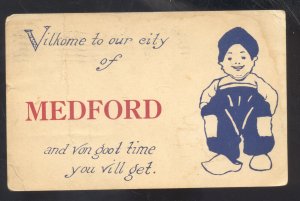 Vilkome to our city
of
MEDFORD
and von goot time
you vill get.